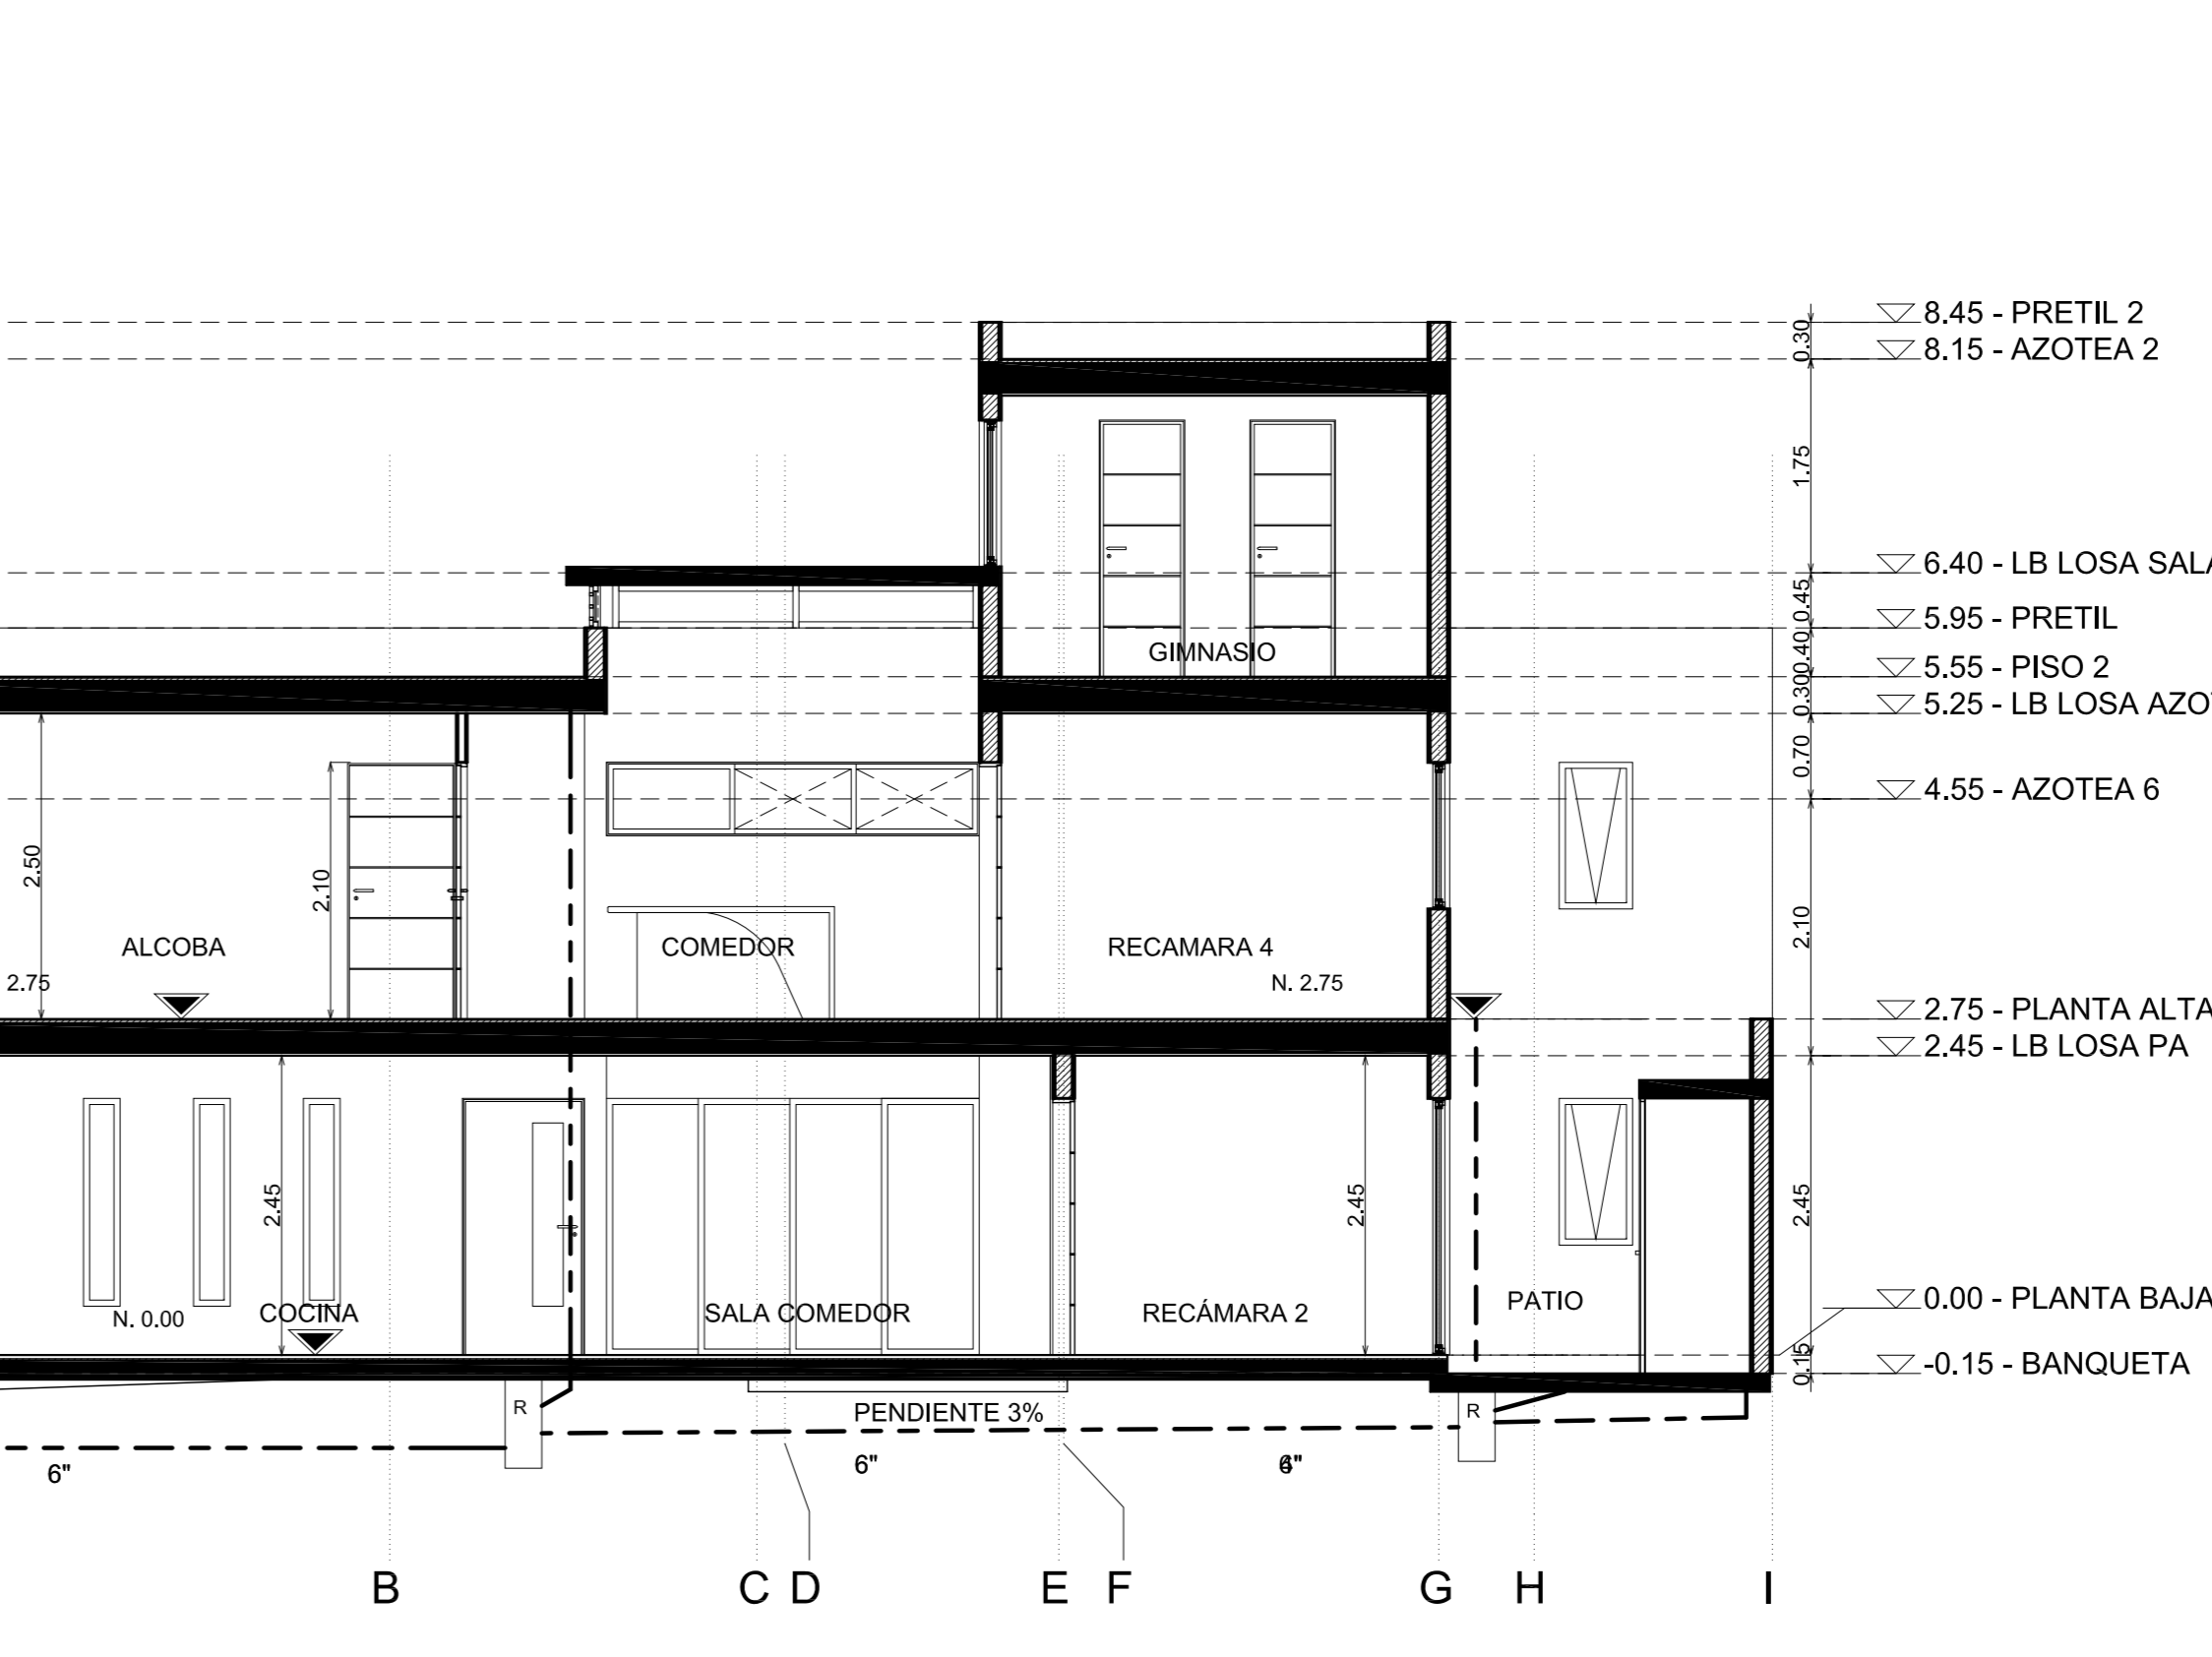 8.45 - PRETIL 2
0.30
8.15 - AZOTEA 2
1.75
6.40 - LB LOSA SALA
0.45
5.95 - PRETIL
0.40
GIMNASIO
5.55 - PISO 2
0.30
5.25 - LB LOSA AZO
0.70
4.55 - AZOTEA 6
2.50
2.10
2.10
ALCOBA
COMEDOR
RECAMARA 4
2.75
N. 2.75
2.75 - PLANTA ALTA
2.45 - LB LOSA PA
2.45
2.45
2.45
N. 0.00
COCINA
SALA COMEDOR
RECÁMARA 2
PATIO
0.00 - PLANTA BAJA
0.15
-0.15 - BANQUETA
R
PENDIENTE 3%
R
6"
6"
B
C
D
E
F
G
H
I